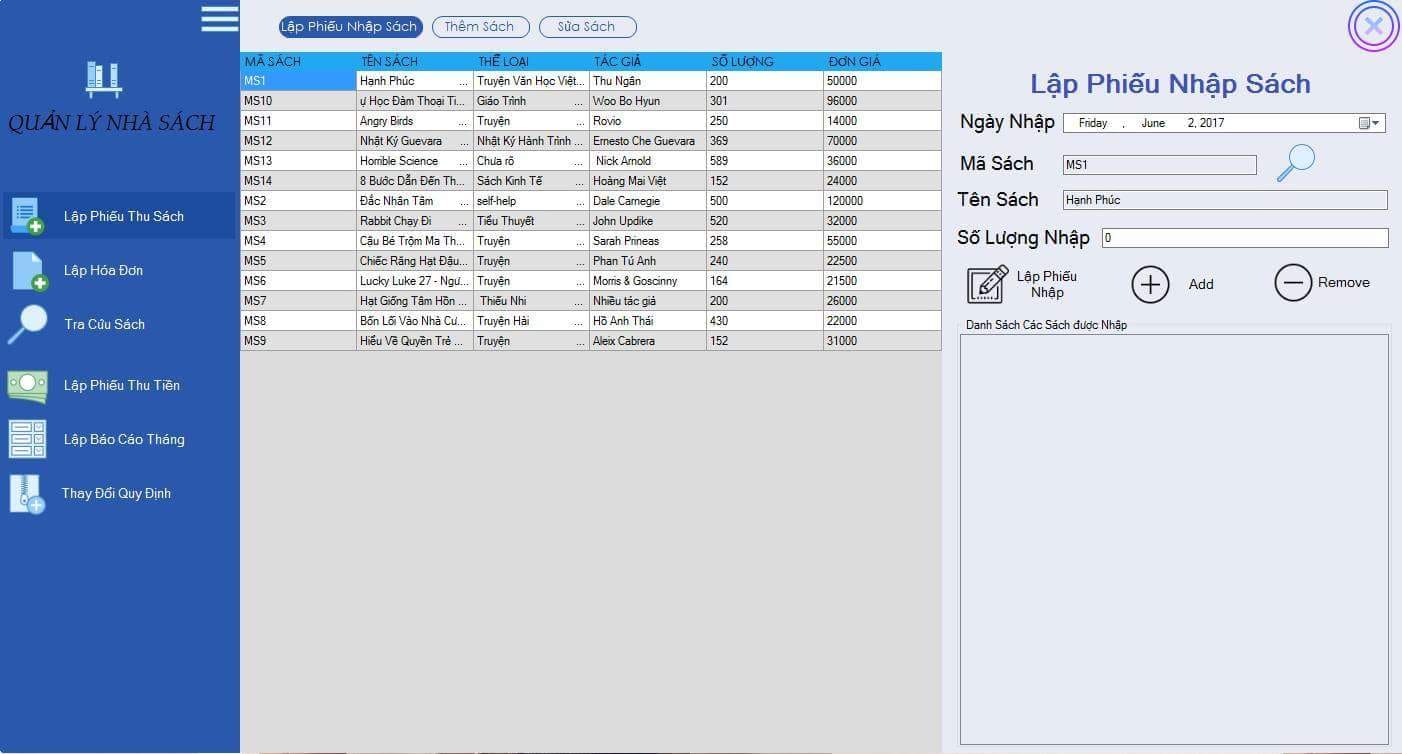 Lập Phiếu Nhập Sách Thêm Sách Sửa Sách
QUẢN LÝ NHÀ SÁCH
Lập Phiếu Thu Sách
Lập Hóa Đơn
Tra Cứu Sách
Lập Phiếu Thu Tiền
Lập Báo Cáo Tháng
Thay Đổi Quy Định
MÃ SÁCH TÊN SÁCH THỂ LOẠI TÁC GIẢ SỐ LƯỢNG ĐƠN GIÁ
MS1 Hạnh Phúc ... Truyện Văn Học Việt... Thu Ngân 200 50000
MS10 ự Học Đàm Thoại Ti... Giáo Trình ... Woo Bo Hyun 301 96000
MS11 Angry Birds ... Truyện ... Rovio 250 14000
MS12 Nhật Ký Guevara ... Nhật Ký Hành Trình ... Ernesto Che Guevara 369 70000
MS13 Horrible Science ... Chưa rõ ... Nick Arnold 589 36000
MS14 8 Bước Dẫn Đến Th... Sách Kinh Tế ... Hoàng Mai Việt 152 24000
MS2 Đắc Nhân Tâm ... self-help ... Dale Carnegie 500 120000
MS3 Rabbit Chạy Đi ... Tiểu Thuyết ... John Updike 520 32000
MS4 Cậu Bé Trộm Ma Th... Truyện ... Sarah Prineas 258 55000
MS5 Chiếc Răng Hạt Đậu... Truyện ... Phan Tú Anh 240 22500
MS6 Lucky Luke 27 - Ngư... Truyện ... Morris & Goscinny 164 21500
MS7 Hạt Giống Tâm Hồn ... Thiếu Nhi ... Nhiều tác giả 200 26000
MS8 Bốn Lối Vào Nhà Cư... Truyện Hài ... Hồ Anh Thái 430 22000
MS9 Hiểu Về Quyền Trẻ ... Truyện ... Aleix Cabrera 152 31000
Lập Phiếu Nhập Sách
Ngày Nhập Friday , June 2, 2017
Mã Sách MS1
Tên Sách Hạnh Phúc
Số Lượng Nhập 0
Lập Phiếu
Nhập
Add
Remove
Danh Sách Các Sách được Nhập